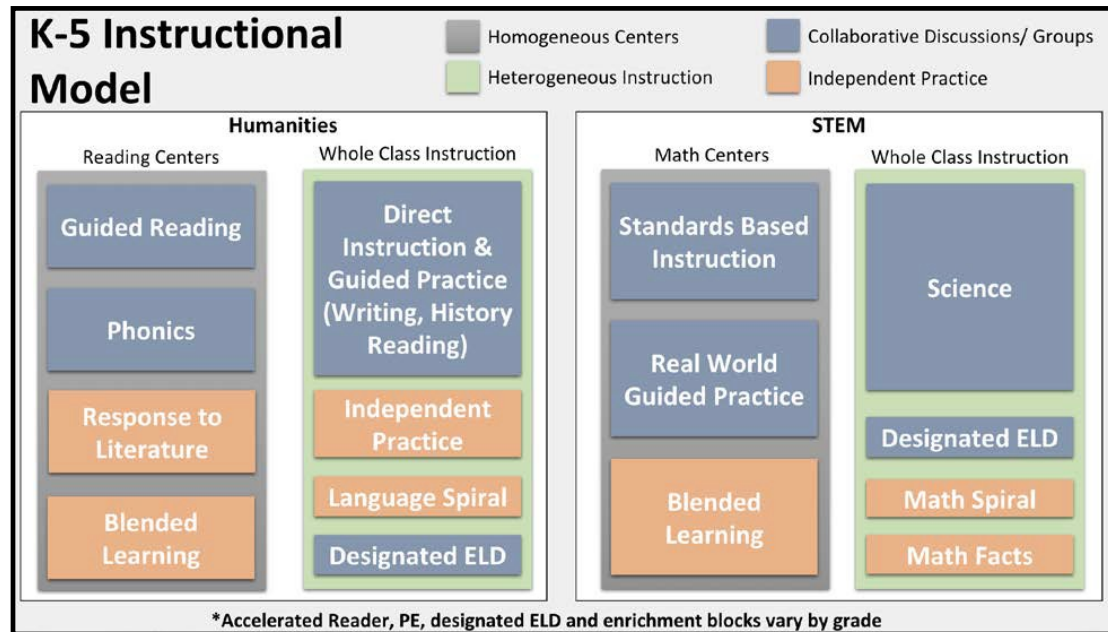 K-5 Instructional
Model
Homogeneous Centers
Heterogeneous Instruction
Collaborative Discussions/ Groups
Independent Practice
Humanities
Reading Centers
Guided Reading
Phonics
Response to
Literature
Blended
Learning
Whole Class Instruction
Direct
Instruction &
Guided Practice
(Writing, History
Reading)
Independent
Practice
Language Spiral
Designated ELD
STEM
Math Centers
Standards Based
Instruction
Real World
Guided Practice
Blended
Learning
Whole Class Instruction
Science
Designated ELD
Math Spiral
Math Facts
*Accelerated Reader, PE, designated ELD and enrichment blocks vary by grade